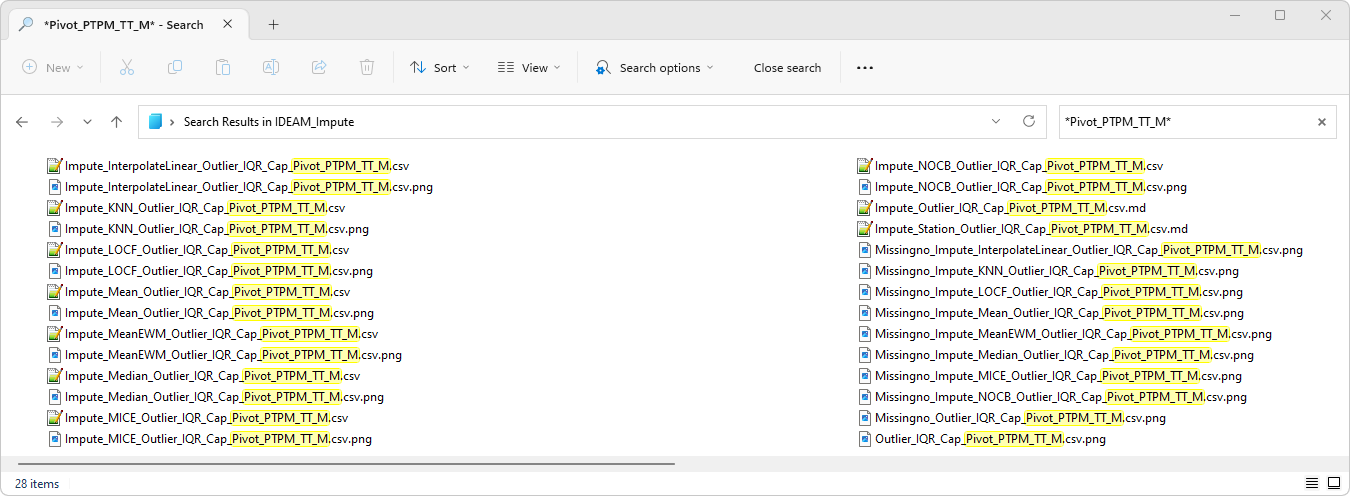 *Pivot_PTPM_TT_M* - Search
New
Sort
View
Search options
Close search
Search Results in IDEAM_Impute
*Pivot_PTPM_TT_M*
Impute_InterpolateLinear_Outlier_IQR_Cap_Pivot_PTPM_TT_M.csv
Impute_InterpolateLinear_Outlier_IQR_Cap_Pivot_PTPM_TT_M.csv.png
Impute_KNN_Outlier_IQR_Cap_Pivot_PTPM_TT_M.csv
Impute_KNN_Outlier_IQR_Cap_Pivot_PTPM_TT_M.csv.png
Impute_LOCF_Outlier_IQR_Cap_Pivot_PTPM_TT_M.csv
Impute_LOCF_Outlier_IQR_Cap_Pivot_PTPM_TT_M.csv.png
Impute_Mean_Outlier_IQR_Cap_Pivot_PTPM_TT_M.csv
Impute_Mean_Outlier_IQR_Cap_Pivot_PTPM_TT_M.csv.png
Impute_MeanEWM_Outlier_IQR_Cap_Pivot_PTPM_TT_M.csv
Impute_MeanEWM_Outlier_IQR_Cap_Pivot_PTPM_TT_M.csv.png
Impute_Median_Outlier_IQR_Cap_Pivot_PTPM_TT_M.csv
Impute_Median_Outlier_IQR_Cap_Pivot_PTPM_TT_M.csv.png
Impute_MICE_Outlier_IQR_Cap_Pivot_PTPM_TT_M.csv
Impute_MICE_Outlier_IQR_Cap_Pivot_PTPM_TT_M.csv.png
Impute_NOCB_Outlier_IQR_Cap_Pivot_PTPM_TT_M.csv
Impute_NOCB_Outlier_IQR_Cap_Pivot_PTPM_TT_M.csv.png
Impute_Outlier_IQR_Cap_Pivot_PTPM_TT_M.csv.md
Impute_Station_Outlier_IQR_Cap_Pivot_PTPM_TT_M.csv.md
Missingno_Impute_InterpolateLinear_Outlier_IQR_Cap_Pivot_PTPM_TT_M.csv.png
Missingno_Impute_KNN_Outlier_IQR_Cap_Pivot_PTPM_TT_M.csv.png
Missingno_Impute_LOCF_Outlier_IQR_Cap_Pivot_PTPM_TT_M.csv.png
Missingno_Impute_Mean_Outlier_IQR_Cap_Pivot_PTPM_TT_M.csv.png
Missingno_Impute_MeanEWM_Outlier_IQR_Cap_Pivot_PTPM_TT_M.csv.png
Missingno_Impute_Median_Outlier_IQR_Cap_Pivot_PTPM_TT_M.csv.png
Missingno_Impute_MICE_Outlier_IQR_Cap_Pivot_PTPM_TT_M.csv.png
Missingno_Impute_NOCB_Outlier_IQR_Cap_Pivot_PTPM_TT_M.csv.png
Missingno_Outlier_IQR_Cap_Pivot_PTPM_TT_M.csv.png
Outlier_IQR_Cap_Pivot_PTPM_TT_M.csv.png
28 items